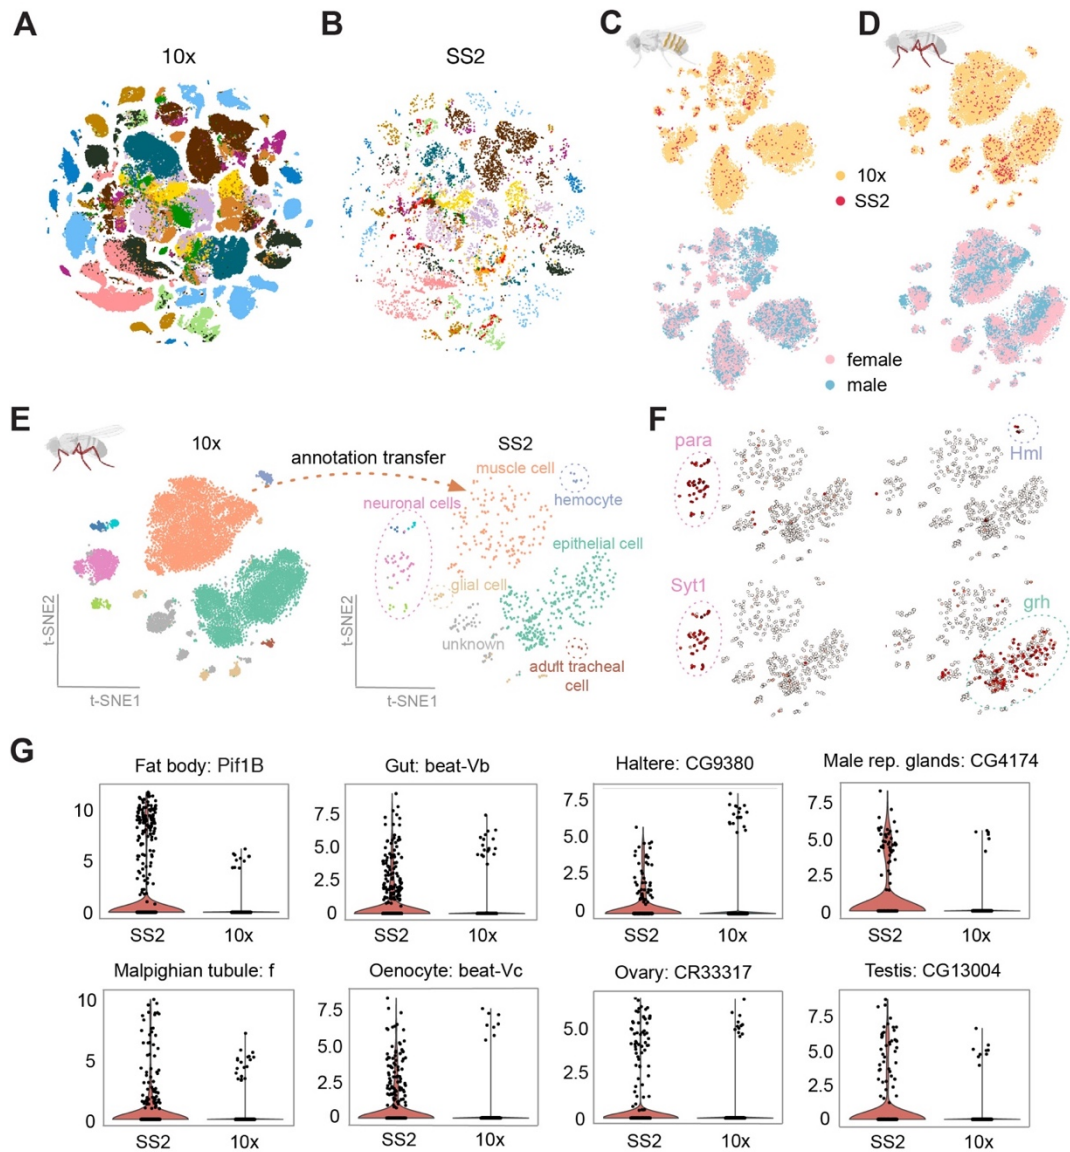 A
10x
B
SS2
C
D
10x
SS2
female
male
E
10x
annotation transfer
SS2
muscle cell
hemocyte
neuronal cells
epithelial cell
glial cell
unknown
adult tracheal
cell
t-SNE2
t-SNE1
t-SNE2
t-SNE1
F
para
Hml
Syt1
grh
G
Fat body: Pif1B
10
5
0
SS2
10x
Gut: beat-Vb
7.5
5.0
2.5
0
SS2
10x
Haltere: CG9380
7.5
5.0
2.5
0
SS2
10x
Male rep. glands: CG4174
7.5
5.0
2.5
0
SS2
10x
Malpighian tubule: f
10
5
0
SS2
10x
Oenocyte: beat-Vc
7.5
5.0
2.5
0
SS2
10x
Ovary: CR33317
5.0
2.5
0
SS2
10x
Testis: CG13004
7.5
5.0
2.5
0
SS2
10x